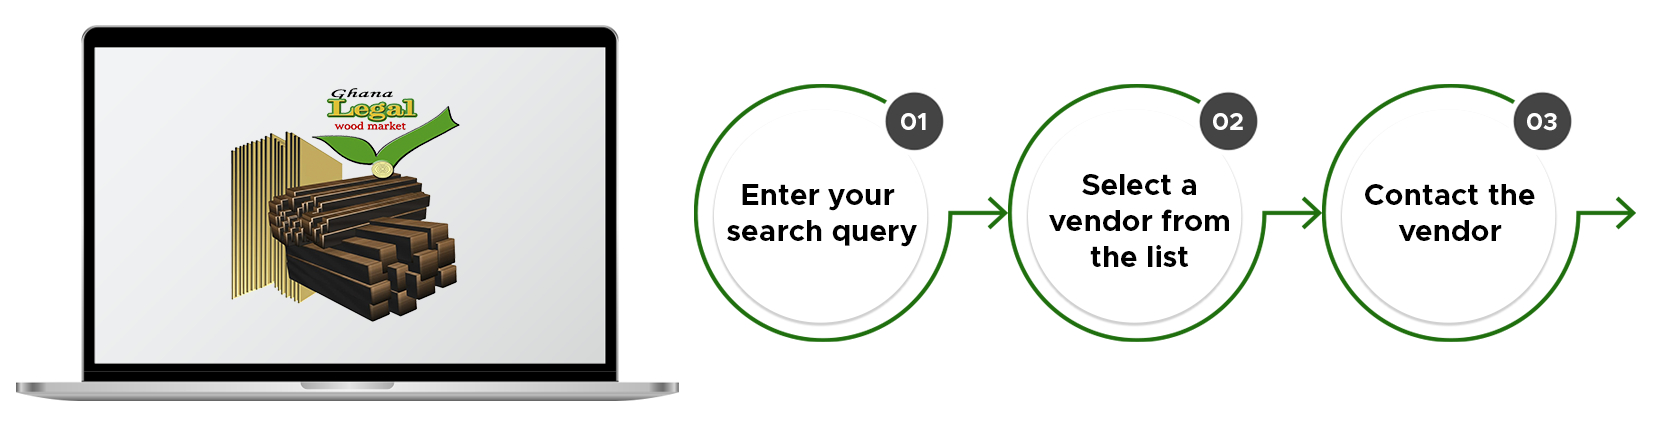 Ghana
Legal
wood market
01
Enter your
search query
02
Select a
vendor from
the list
03
Contact the
vendor